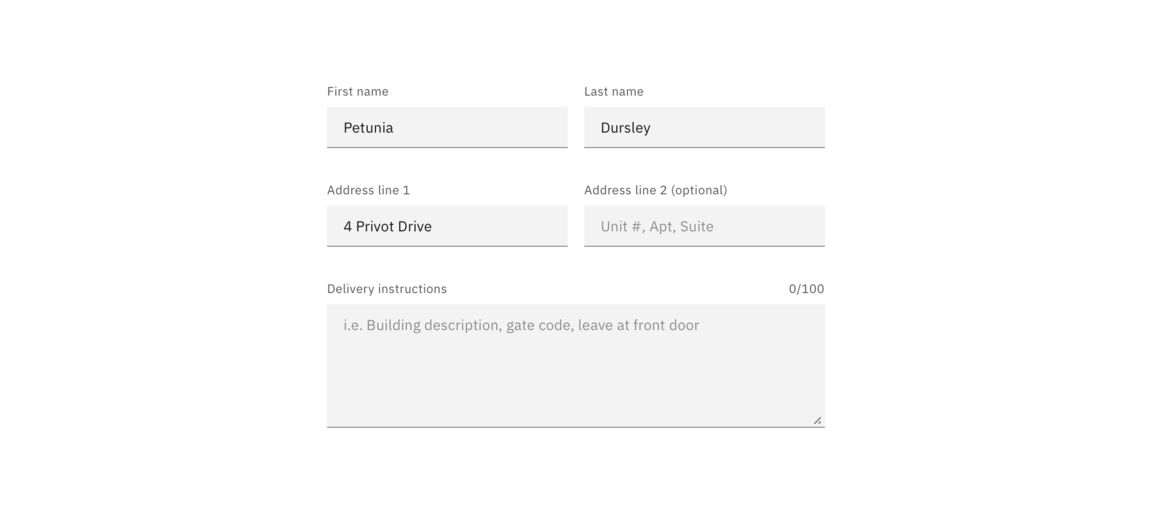 First name
Last name
Petunia
Dursley
Address line 1
Address line 2 (optional)
4 Privot Drive
Unit #, Apt, Suite
Delivery instructions
0/100
i.e. Building description, gate code, leave at front door